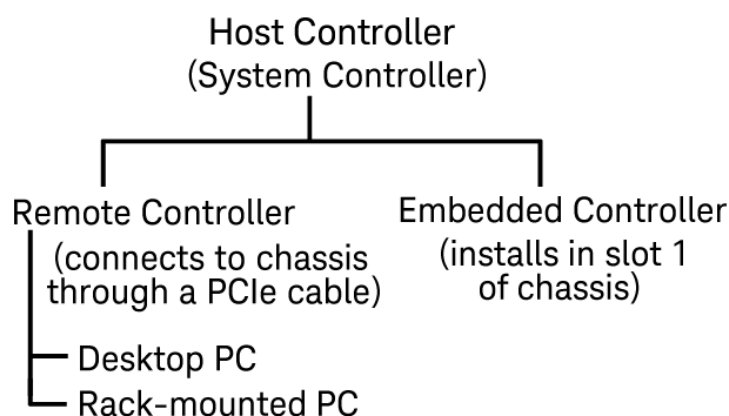 Host Controller
(System Controller)
Remote Controller
(connects to chassis
through a PCIe cable)
Desktop PC
Rack-mounted PC
Embedded Controller
(installs in slot 1
of chassis)